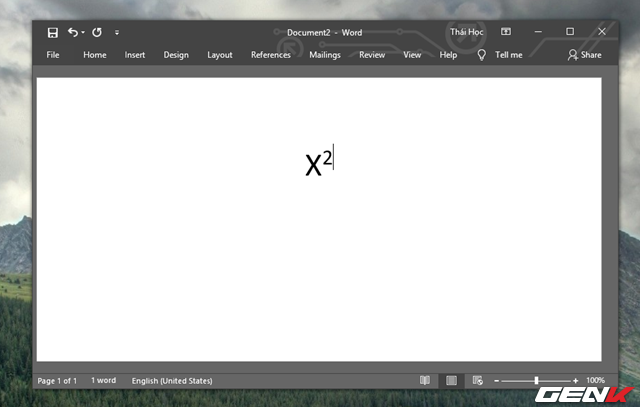 Document2 - Word
Thái Học
File Home Insert Design Layout References Mailings Review View Help Tell me Share
X²
Page 1 of 1 1 word English (United States) 100%
GENK